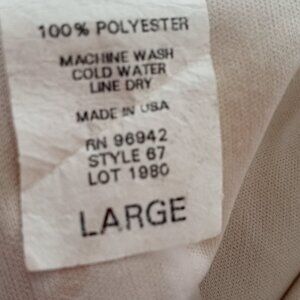 100% POLYESTER
MACHINE WASH
COLD WATER
LINE DRY
MADE IN USA
RN 96942
STYLE 67
LOT 1980
LARGE